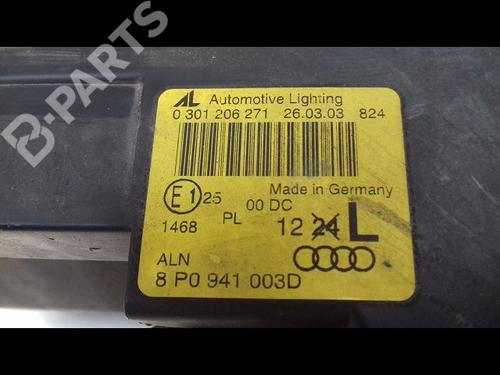 B-PARTS
AL Automotive Lighting
0 301 206 271 26.03.03 824
Made in Germany
E1 25 00 DC
1468 PL 12 24 L
ALN
8 P0 941 003D